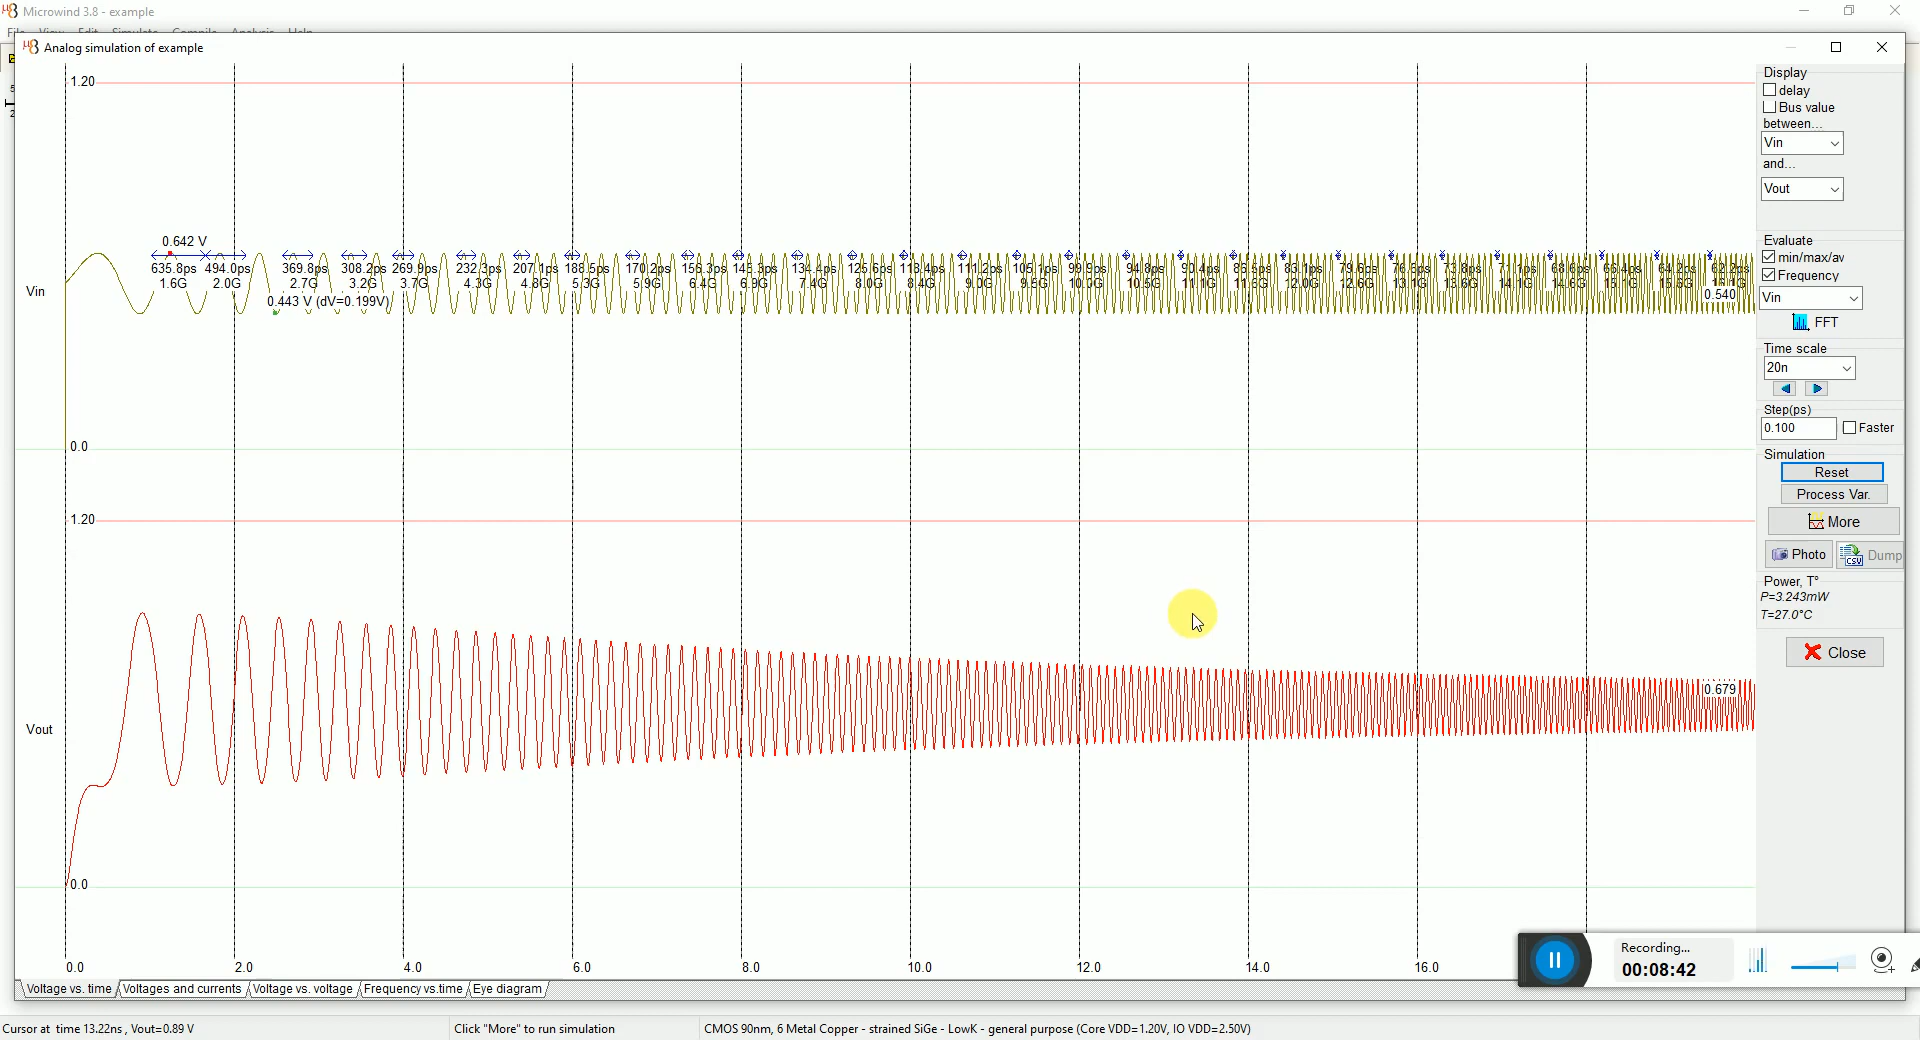 Microwind 3.8 - example
File View Edit Simulate Compile Analysis Help
Analog simulation of example
1.20
0.642 V
635.8ps 494.0ps 369.8ps 308.2ps 269.9ps 232.3ps 207.1ps 188.5ps 170.2ps 156.3ps 145.3ps 134.4ps 125.6ps 118.4ps 111.2ps 105.1ps 99.9ps 94.8ps 90.4ps 86.5ps 83.1ps 79.6ps 76.6ps 73.8ps 71.1ps 68.6ps 66.4ps 64.2ps 62.2ps
1.6G 2.0G 2.7G 3.2G 3.7G 4.3G 4.8G 5.3G 5.9G 6.4G 6.9G 7.4G 8.0G 8.4G 9.0G 9.5G 10.0G 10.5G 11.1G 11.6G 12.0G 12.6G 13.1G 13.6G 14.1G 14.6G 15.1G 15.6G 16.1G
Vin
0.443 V (dV=0.199V)
0.540
0.0
1.20
0.679
Vout
0.0
0.0 2.0 4.0 6.0 8.0 10.0 12.0 14.0 16.0
Voltage vs. time Voltages and currents Voltage vs. voltage Frequency vs.time Eye diagram
Display
delay
Bus value
between...
Vin
and...
Vout
Evaluate
min/max/av
Frequency
Vin
FFT
Time scale
20n
Step(ps)
0.100 Faster
Simulation
Reset
Process Var.
More
Photo CSV Dump
Power, T°
P=3.243mW
T=27.0°C
Close
Recording...
00:08:42
Cursor at time 13.22ns , Vout=0.89 V
Click "More" to run simulation
CMOS 90nm, 6 Metal Copper - strained SiGe - LowK - general purpose (Core VDD=1.20V, IO VDD=2.50V)